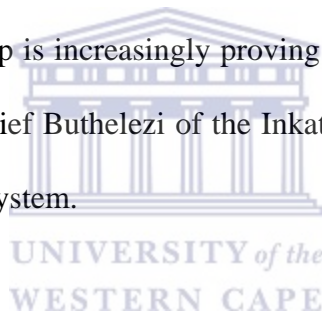 p is increasingly proving
ief Buthelezi of the Inkat
ystem.
UNIVERSITY of the
WESTERN CAPE